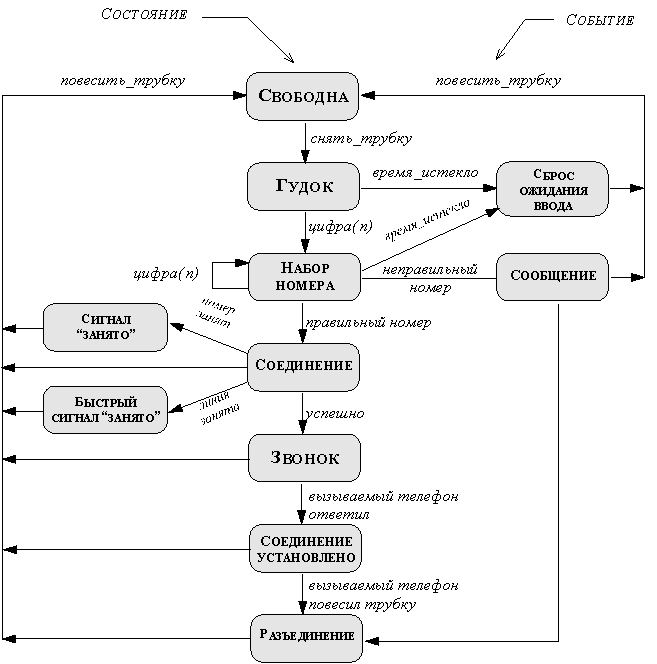 Состояние
Событие
повесить_трубку
повесить_трубку
Свободна
снять_трубку
Гудок
время_истекло
Сброс
ожидания
ввода
цифра(n)
время_истекло
цифра(n)
Набор
номера
неправильный
номер
Сообщение
Сигнал
"занято"
номер
занят
правильный номер
Соединение
Быстрый
сигнал "занято"
линия
занята
успешно
Звонок
вызываемый телефон
ответил
Соединение
установлено
вызываемый телефон
повесил трубку
Разъединение